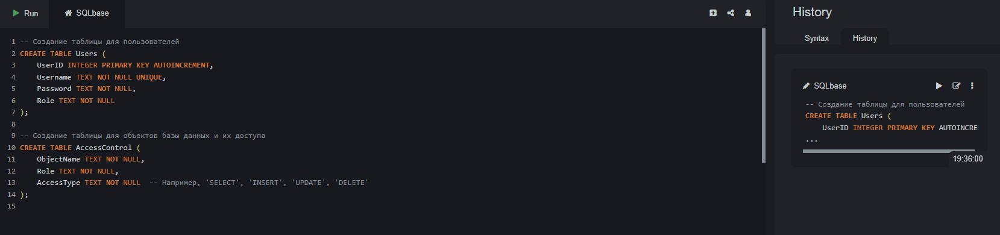 Run
SQLbase
1 -- Создание таблицы для пользователей
2 CREATE TABLE Users (
3     UserID INTEGER PRIMARY KEY AUTOINCREMENT,
4     Username TEXT NOT NULL UNIQUE,
5     Password TEXT NOT NULL,
6     Role TEXT NOT NULL
7 );
8
9 -- Создание таблицы для объектов базы данных и их доступа
10 CREATE TABLE AccessControl (
11     ObjectName TEXT NOT NULL,
12     Role TEXT NOT NULL,
13     AccessType TEXT NOT NULL  -- Например, 'SELECT', 'INSERT', 'UPDATE', 'DELETE'
14 );
15
History
Syntax
History
SQLbase
-- Создание таблицы для пользователей
CREATE TABLE Users (
    UserID INTEGER PRIMARY KEY AUTOINCRE
...
19:36:00